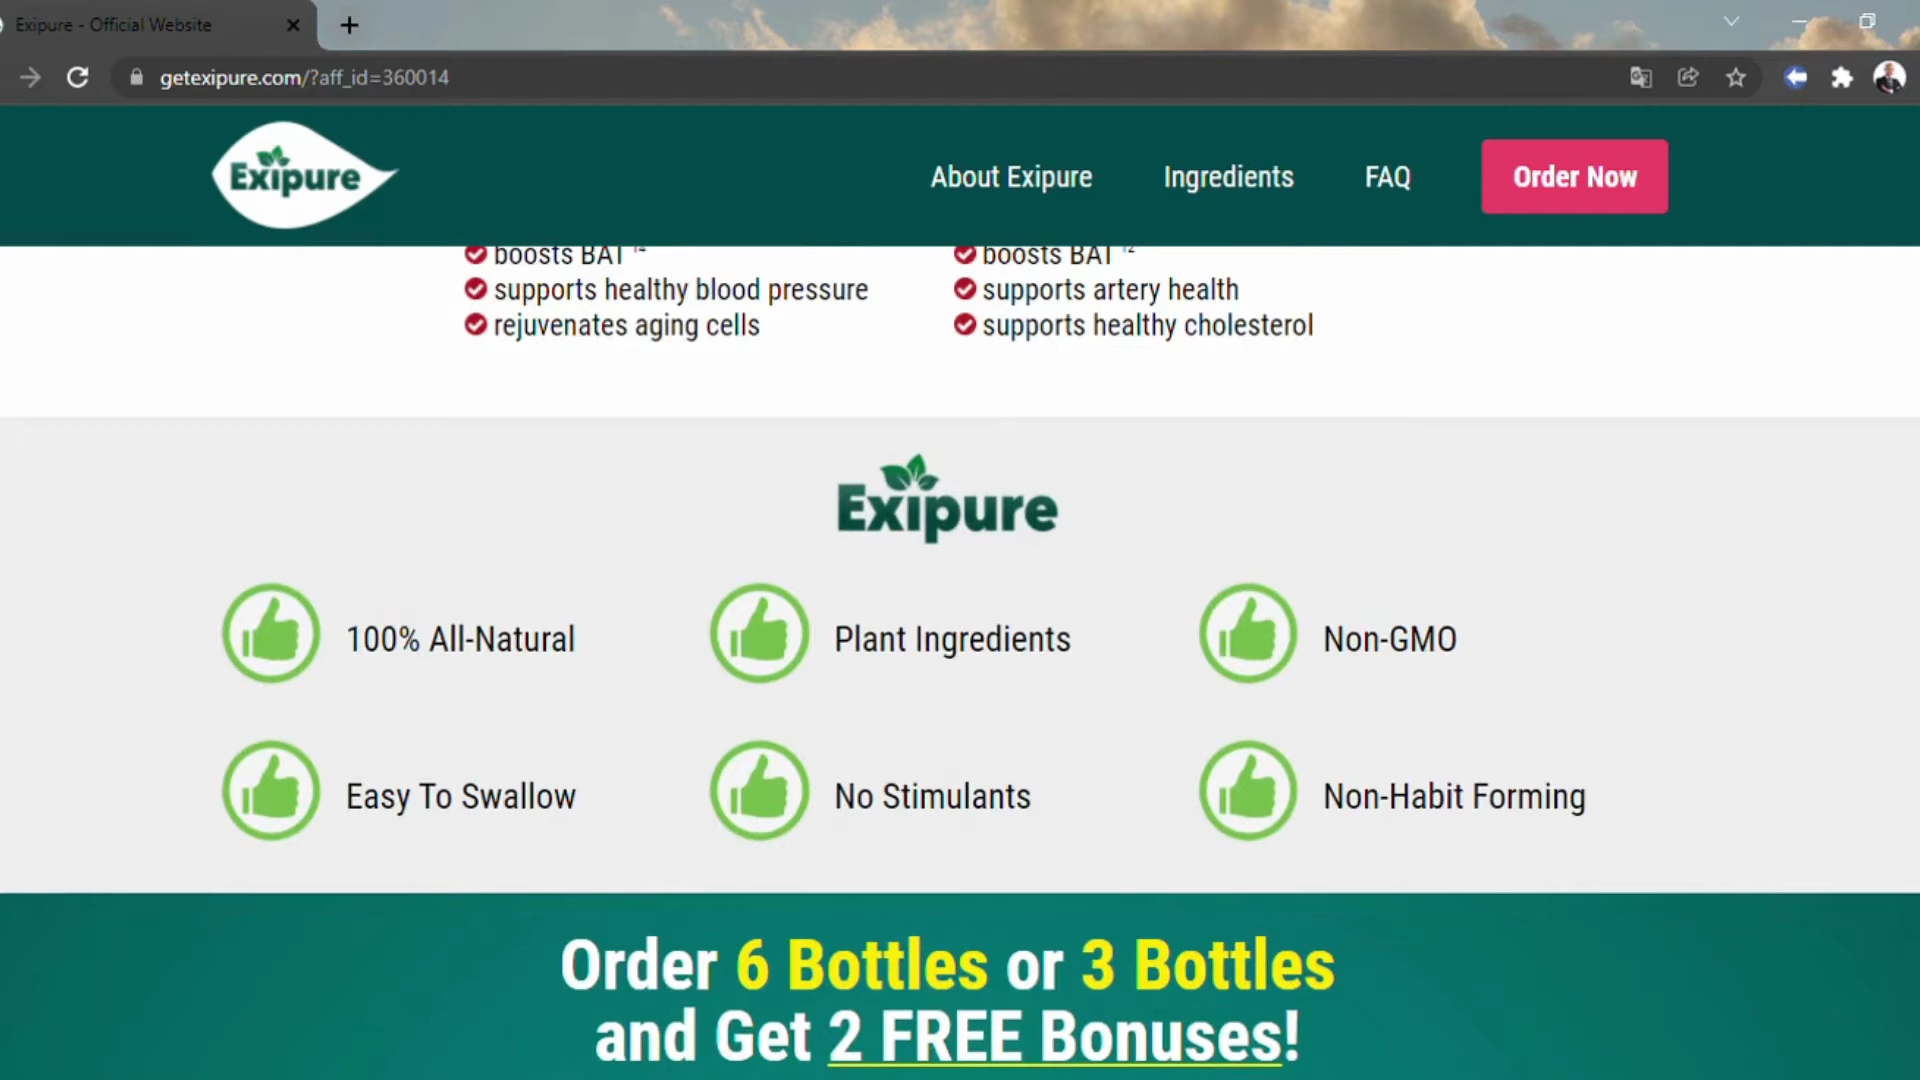 Exipure - Official Website
getexipure.com/?aff_id=360014
Exipure
About Exipure
Ingredients
FAQ
Order Now
boosts BAT 14
supports healthy blood pressure
rejuvenates aging cells
boosts BAT 12
supports artery health
supports healthy cholesterol
Exipure
100% All-Natural
Plant Ingredients
Non-GMO
Easy To Swallow
No Stimulants
Non-Habit Forming
Order 6 Bottles or 3 Bottles
and Get 2 FREE Bonuses!